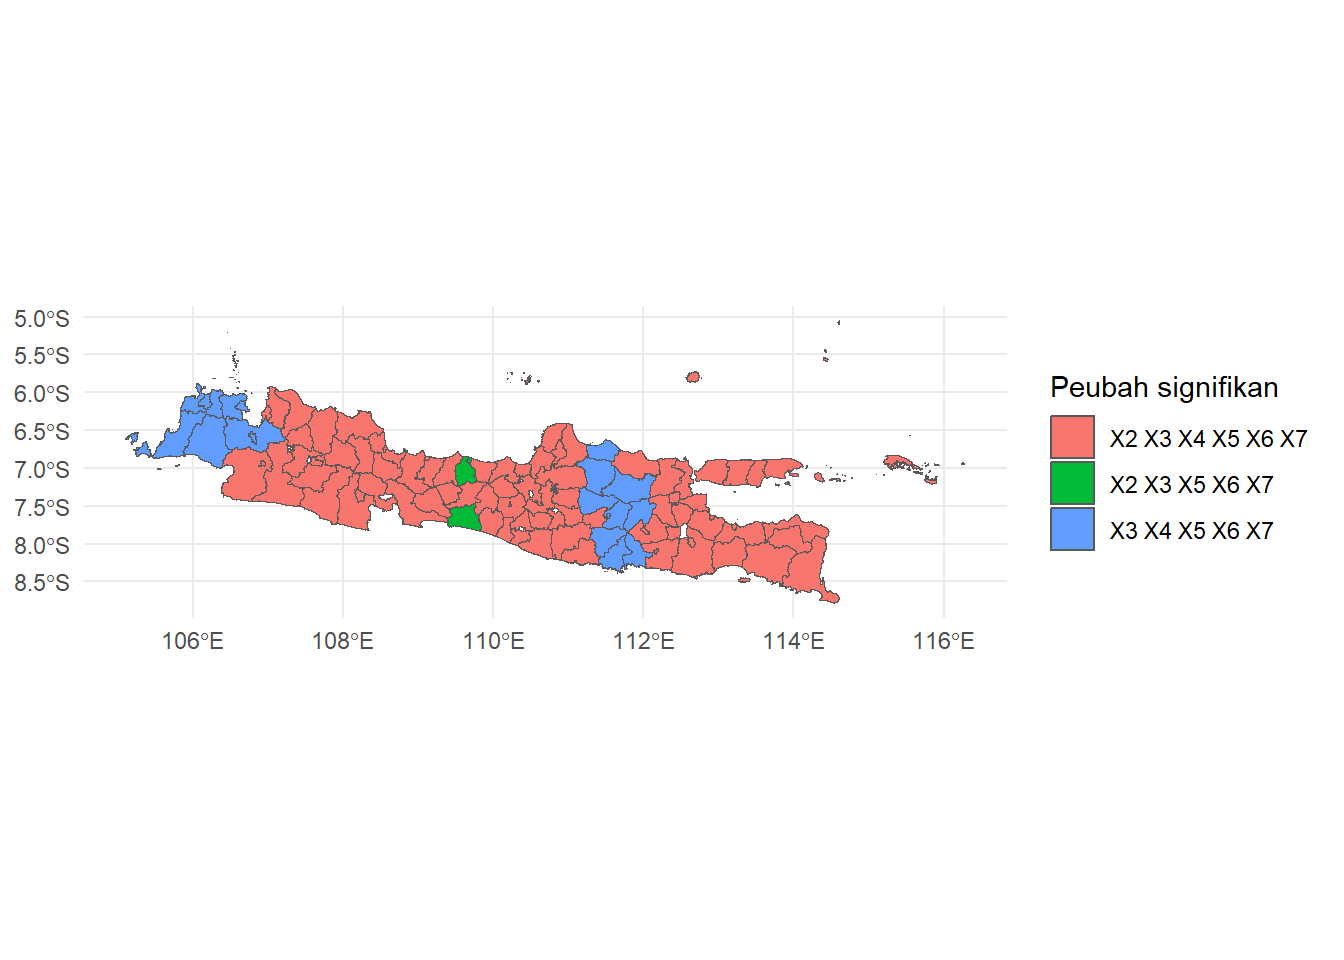 5.0°S
5.5°S
6.0°S
6.5°S
7.0°S
7.5°S
8.0°S
8.5°S
106°E 108°E 110°E 112°E 114°E 116°E
Peubah signifikan
X2 X3 X4 X5 X6 X7
X2 X3 X5 X6 X7
X3 X4 X5 X6 X7